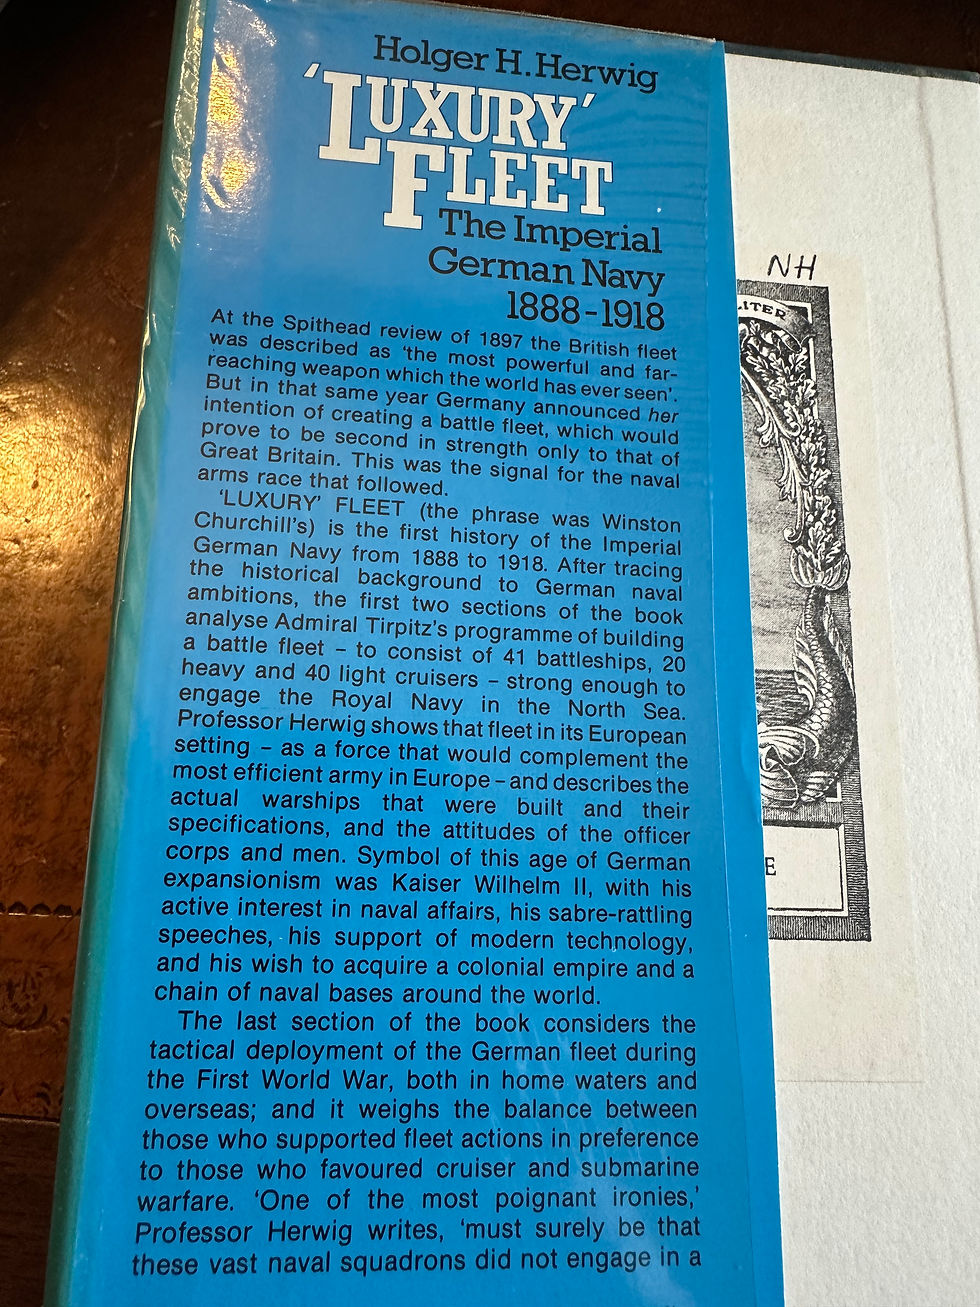 Holger H. Herwig
'LUXURY'
FLEET
The Imperial
German Navy
1888-1918
At the Spithead review of 1897 the British fleet
was described as 'the most powerful and far-
reaching weapon which the world has ever seen'.
But in that same year Germany announced her
intention of creating a battle fleet, which would
prove to be second in strength only to that of
Great Britain. This was the signal for the naval
arms race that followed.
'LUXURY' FLEET (the phrase was Winston
Churchill's) is the first history of the Imperial
German Navy from 1888 to 1918. After tracing
the historical background to German naval
ambitions, the first two sections of the book
analyse Admiral Tirpitz's programme of building
a battle fleet – to consist of 41 battleships, 20
heavy and 40 light cruisers – strong enough to
engage the Royal Navy in the North Sea.
Professor Herwig shows that fleet in its European
setting – as a force that would complement the
most efficient army in Europe – and describes the
actual warships that were built and their
specifications, and the attitudes of the officer
corps and men. Symbol of this age of German
expansionism was Kaiser Wilhelm II, with his
active interest in naval affairs, his sabre-rattling
speeches, his support of modern technology,
and his wish to acquire a colonial empire and a
chain of naval bases around the world.
The last section of the book considers the
tactical deployment of the German fleet during
the First World War, both in home waters and
overseas; and it weighs the balance between
those who supported fleet actions in preference
to those who favoured cruiser and submarine
warfare. 'One of the most poignant ironies,'
Professor Herwig writes, 'must surely be that
these vast naval squadrons did not engage in a
NH